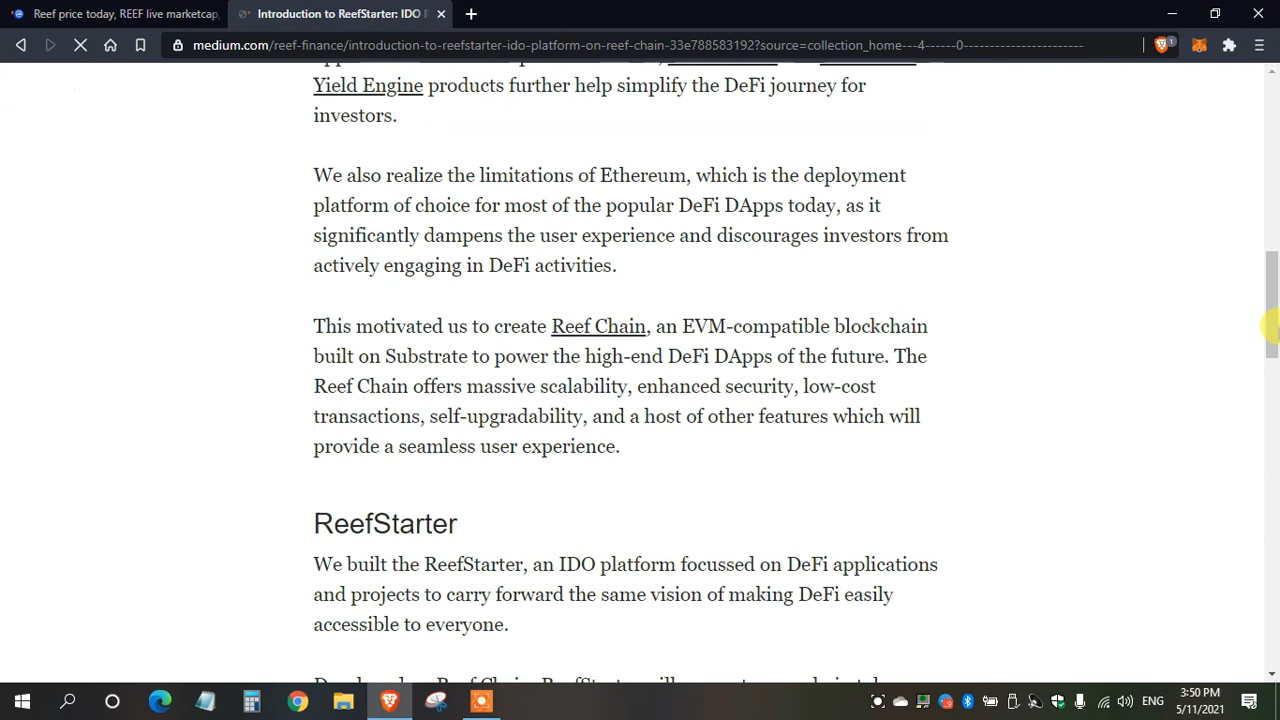 Reef price today, REEF live marketcap,
Introduction to ReefStarter: IDO P
medium.com/reef-finance/introduction-to-reefstarter-ido-platform-on-reef-chain-33e788583192?source=collection_home---4------0-----------------------
1
Yield Engine products further help simplify the DeFi journey for
investors.
We also realize the limitations of Ethereum, which is the deployment
platform of choice for most of the popular DeFi DApps today, as it
significantly dampens the user experience and discourages investors from
actively engaging in DeFi activities.
This motivated us to create Reef Chain, an EVM-compatible blockchain
built on Substrate to power the high-end DeFi DApps of the future. The
Reef Chain offers massive scalability, enhanced security, low-cost
transactions, self-upgradability, and a host of other features which will
provide a seamless user experience.
ReefStarter
We built the ReefStarter, an IDO platform focussed on DeFi applications
and projects to carry forward the same vision of making DeFi easily
accessible to everyone.
ENG
3:50 PM
5/11/2021